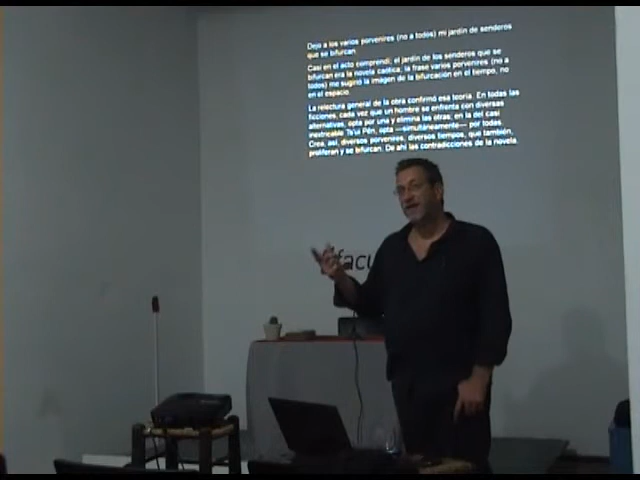 Dejo a los varios porvenires (no a todos) mi jardín de senderos
que se bifurcan.
Casi en el acto comprendí; el jardín de los senderos que se
bifurcan era la novela caótica; la frase varios porvenires (no a
todos) me sugirió la imagen de la bifurcación en el tiempo, no
en el espacio.
La relectura general de la obra confirmó esa teoría. En todas las
ficciones, cada vez que un hombre se enfrenta con diversas
alternativas, opta por una y elimina las otras; en la del casi
inextricable Ts'ui Pên, opta —simultáneamente— por todas.
Crea, así, diversos porvenires, diversos tiempos, que también,
proliferan y se bifurcan. De ahí las contradicciones de la novela.